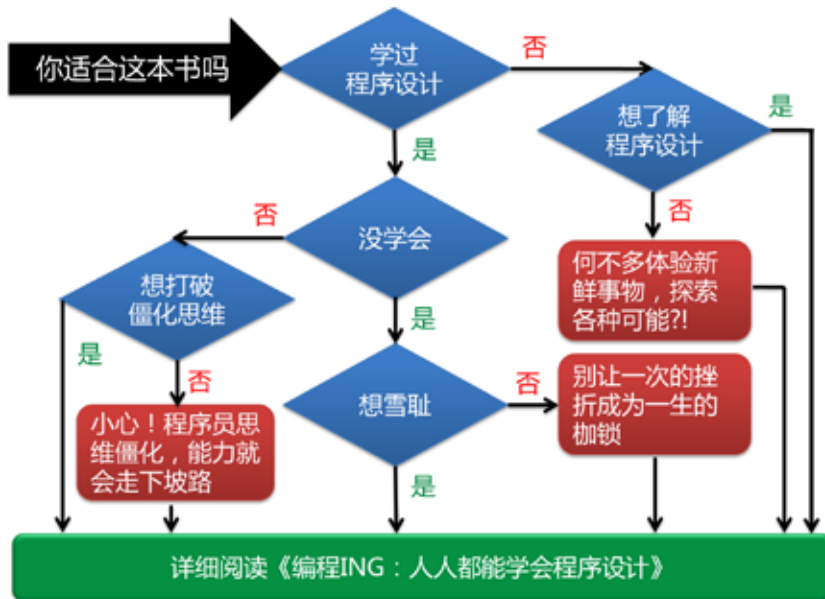 你适合这本书吗
学过
程序设计
否
想了解
程序设计
是
是
否
没学会
否
何不多体验新
鲜事物，探索
各种可能?!
想打破
僵化思维
是
是
否
想雪耻
否
别让一次的挫
折成为一生的
枷锁
小心！程序员思
维僵化，能力就
会走下坡路
是
详细阅读《编程ING：人人都能学会程序设计》